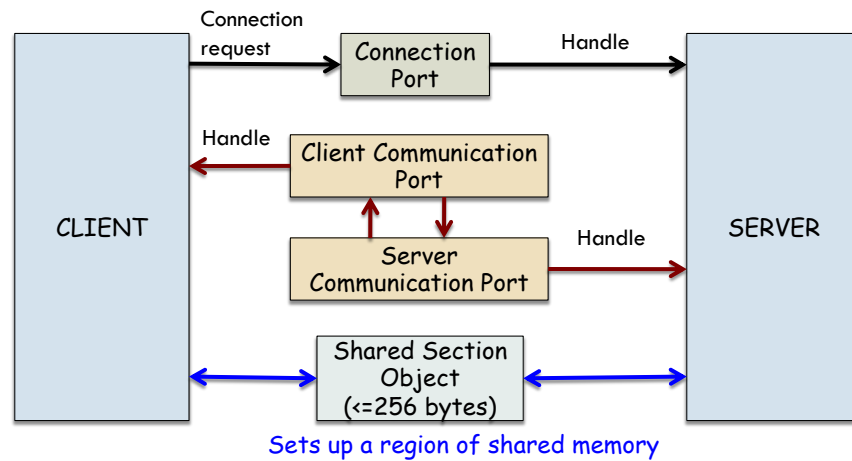 Connection
request
Connection
Port
Handle
Handle
Client Communication
Port
CLIENT
SERVER
Server
Communication Port
Handle
Shared Section
Object
(<=256 bytes)
Sets up a region of shared memory